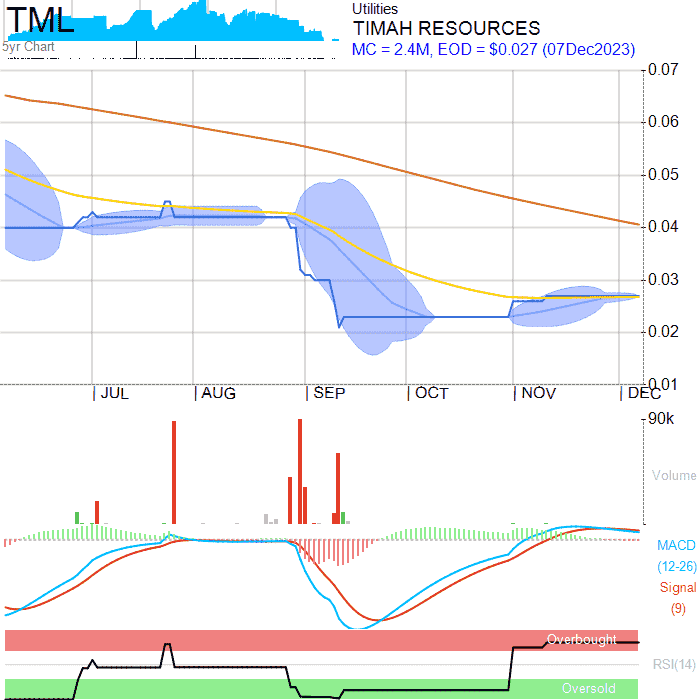 TML
5yr Chart
Utilities
TIMAH RESOURCES
MC = 2.4M, EOD = $0.027 (07Dec2023)
0.07
0.06
0.05
0.04
0.03
0.02
0.01
JUL
AUG
SEP
OCT
NOV
DEC
90k
Volume
MACD
(12-26)
Signal
(9)
Overbought
RSI(14)
Oversold